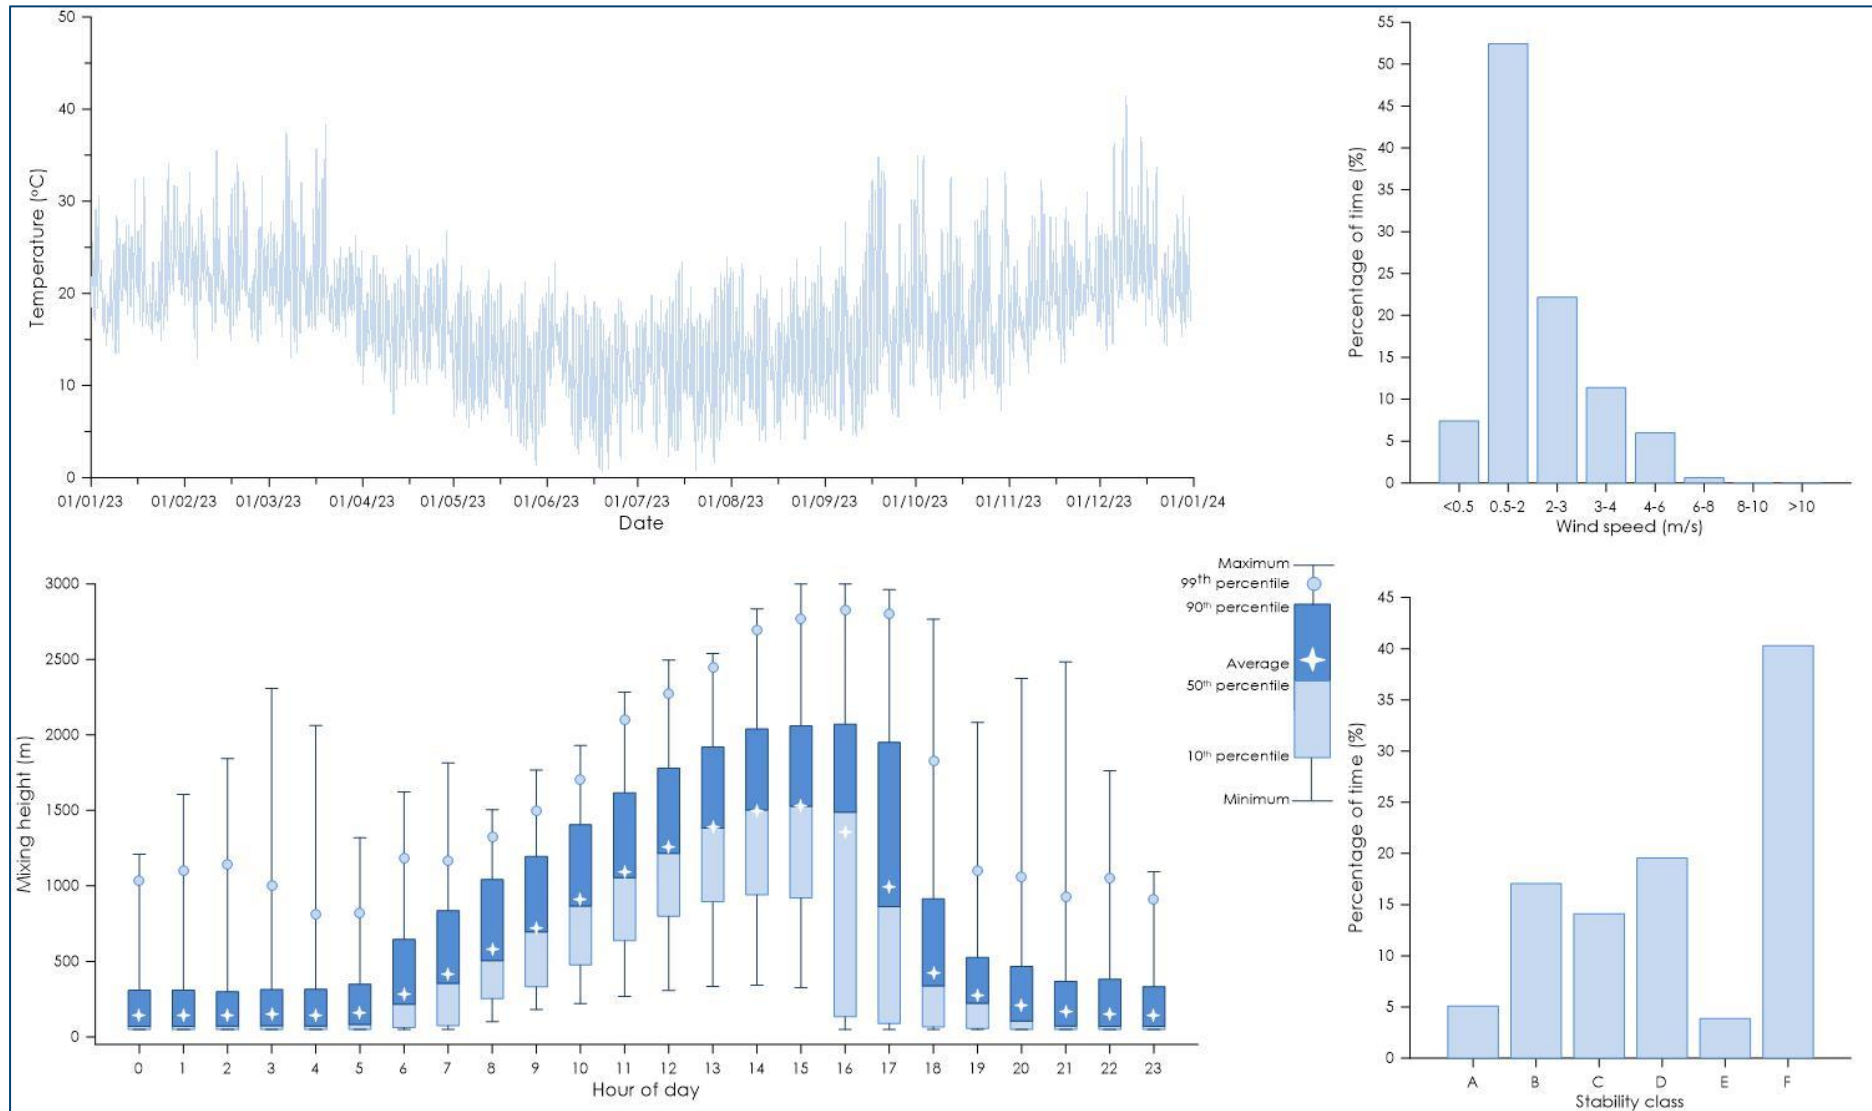 50
40
30
20
10
0
Temperature (°C)
01/01/23 01/02/23 01/03/23 01/04/23 01/05/23 01/06/23 01/07/23 01/08/23 01/09/23 01/10/23 01/11/23 01/12/23 01/01/24
Date
55
50
45
40
35
30
25
20
15
10
5
0
Percentage of time (%)
<0.5 0.5-2 2-3 3-4 4-6 6-8 8-10 >10
Wind speed (m/s)
3000
2500
2000
1500
1000
500
0
Mixing height (m)
0 1 2 3 4 5 6 7 8 9 10 11 12 13 14 15 16 17 18 19 20 21 22 23
Hour of day
Maximum
99th percentile
90th percentile
Average
50th percentile
10th percentile
Minimum
45
40
35
30
25
20
15
10
5
0
Percentage of time (%)
A B C D E F
Stability class